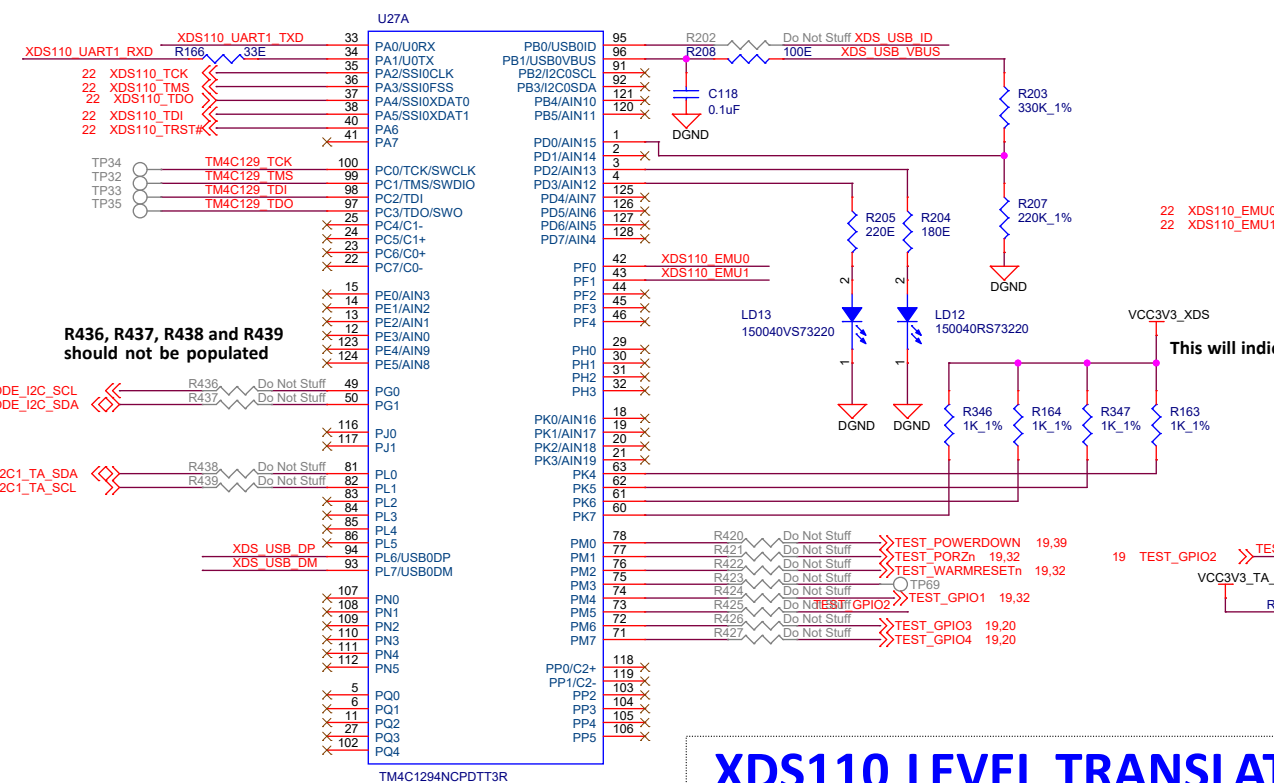 U27A
XDS110_UART1_TXD 33 PA0/U0RX
XDS110_UART1_RXD R166 33E 34 PA1/U0TX
35 PA2/SSI0CLK
36 PA3/SSI0FSS
37 PA4/SSI0XDAT0
38 PA5/SSI0XDAT1
40 PA6
41 PA7
22 XDS110_TCK
22 XDS110_TMS
22 XDS110_TDO
22 XDS110_TDI
22 XDS110_TRST#
TP34 TM4C129_TCK 100 PC0/TCK/SWCLK
TP32 TM4C129_TMS 99 PC1/TMS/SWDIO
TP33 TM4C129_TDI 98 PC2/TDI
TP35 TM4C129_TDO 97 PC3/TDO/SWO
25 PC4/C1-
24 PC5/C1+
23 PC6/C0+
22 PC7/C0-
15 PE0/AIN3
14 PE1/AIN2
13 PE2/AIN1
12 PE3/AIN0
123 PE4/AIN9
124 PE5/AIN8
R436, R437, R438 and R439
should not be populated
ODE_I2C_SCL R436 Do Not Stuff 49 PG0
ODE_I2C_SDA R437 Do Not Stuff 50 PG1
116 PJ0
117 PJ1
2C1_TA_SDA R438 Do Not Stuff 81 PL0
2C1_TA_SCL R439 Do Not Stuff 82 PL1
83 PL2
84 PL3
85 PL4
86 PL5
XDS_USB_DP 94 PL6/USB0DP
XDS_USB_DM 93 PL7/USB0DM
107 PN0
108 PN1
109 PN2
110 PN3
111 PN4
112 PN5
5 PQ0
6 PQ1
11 PQ2
27 PQ3
102 PQ4
TM4C1294NCPDTT3R
PB0/USB0ID 95 R202 Do Not Stuff XDS_USB_ID
PB1/USB0VBUS 96 R208 100E XDS_USB_VBUS
PB2/I2C0SCL 91
PB3/I2C0SDA 92
PB4/AIN10 121
PB5/AIN11 120
C118
0.1uF
DGND
R203
330K_1%
PD0/AIN15 1
PD1/AIN14 2
PD2/AIN13 3
PD3/AIN12 4
PD4/AIN7 125
PD5/AIN6 126
PD6/AIN5 127
PD7/AIN4 128
R205
220E
R204
180E
R207
220K_1%
DGND
PF0 42 XDS110_EMU0
PF1 43 XDS110_EMU1
PF2 44
PF3 45
PF4 46
2 2
LD13
150040VS73220
LD12
150040RS73220
1 1
DGND DGND
22 XDS110_EMU0
22 XDS110_EMU1
VCC3V3_XDS
This will indi
PH0 29
PH1 30
PH2 31
PH3 32
PK0/AIN16 18
PK1/AIN17 19
PK2/AIN18 20
PK3/AIN19 21
PK4 63
PK5 62
PK6 61
PK7 60
R346
1K_1%
R164
1K_1%
R347
1K_1%
R163
1K_1%
PM0 78 R420 Do Not Stuff TEST_POWERDOWN 19,39
PM1 77 R421 Do Not Stuff TEST_PORZn 19,32
PM2 76 R422 Do Not Stuff TEST_WARMRESETn 19,32
PM3 75 R423 Do Not Stuff TP69
PM4 74 R424 Do Not Stuff TEST_GPIO1 19,32
PM5 73 R425 Do Not Stuff TEST_GPIO2
PM6 72 R426 Do Not Stuff TEST_GPIO3 19,20
PM7 71 R427 Do Not Stuff TEST_GPIO4 19,20
19 TEST_GPIO2 TES
VCC3V3_TA_
R
PP0/C2+ 118
PP1/C2- 119
PP2 103
PP3 104
PP4 105
PP5 106
XDS110 LEVEL TRANSLAT